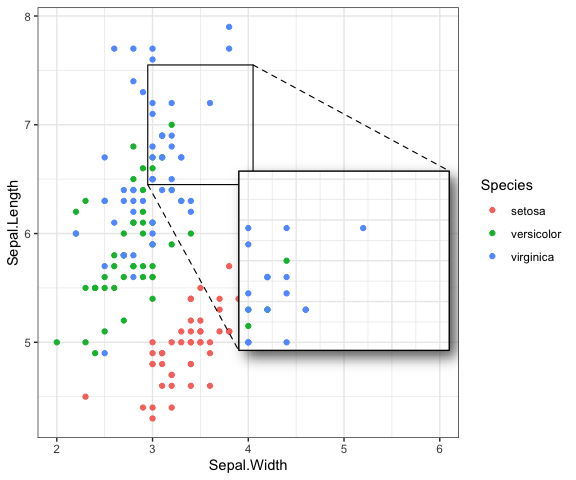 8
7
6
5
Sepal.Length
2 3 4 5 6
Sepal.Width
Species
setosa
versicolor
virginica